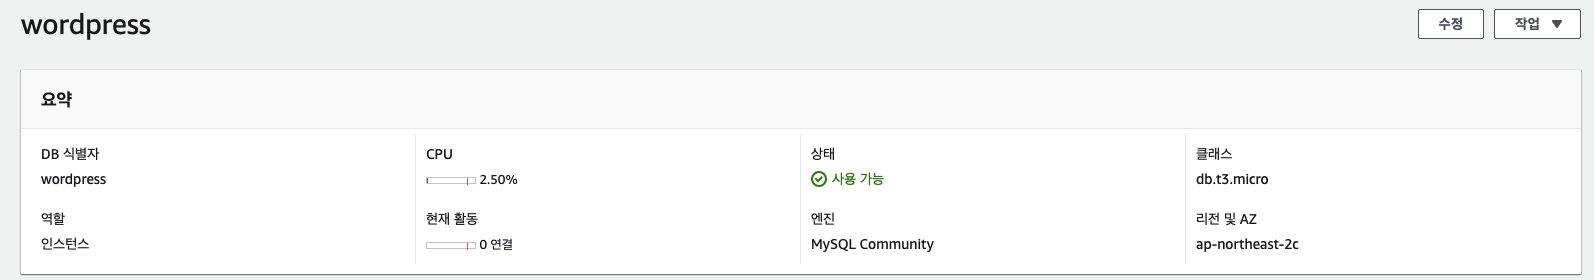 wordpress
수정
작업
요약
DB 식별자
wordpress
역할
인스턴스
CPU
2.50%
현재 활동
0 연결
상태
사용 가능
엔진
MySQL Community
클래스
db.t3.micro
리전 및 AZ
ap-northeast-2c